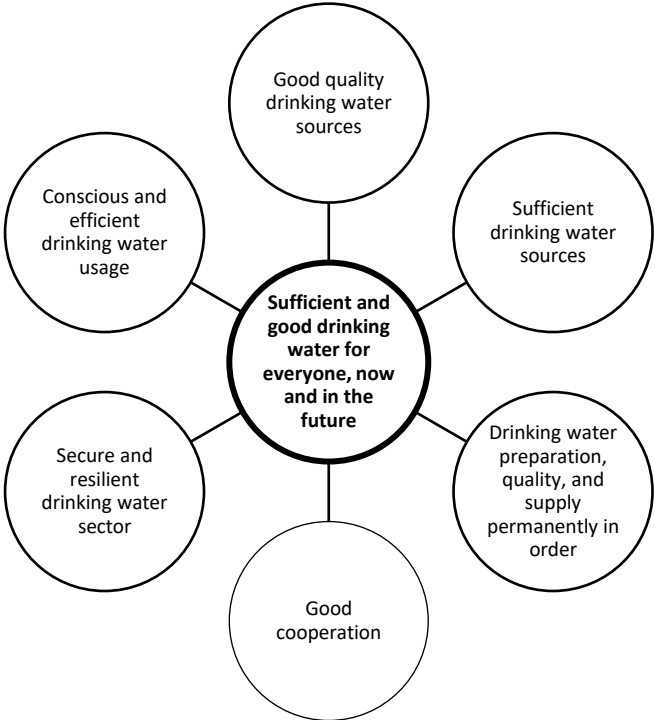 Good quality
drinking water
sources
Sufficient
drinking water
sources
Drinking water
preparation,
quality, and
supply
permanently in
order
Good
cooperation
Secure and
resilient
drinking water
sector
Conscious and
efficient
drinking water
usage
Sufficient and
good drinking
water for
everyone, now
and in the
future